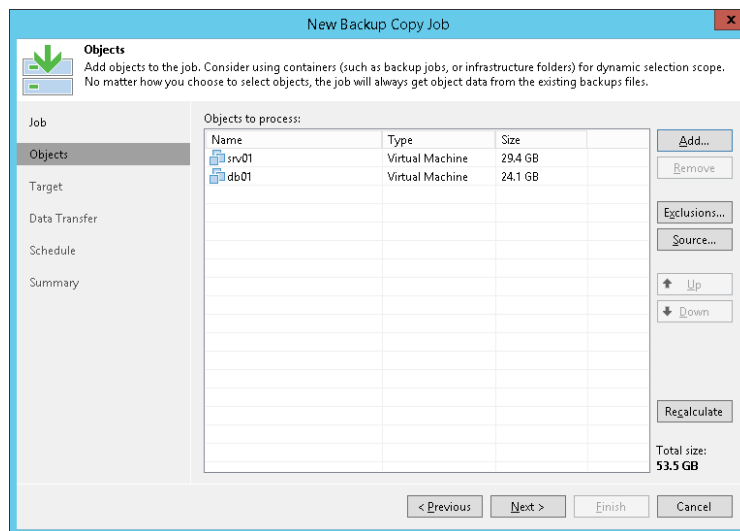 New Backup Copy Job
x
Objects
Add objects to the job. Consider using containers (such as backup jobs, or infrastructure folders) for dynamic selection scope.
No matter how you choose to select objects, the job will always get object data from the existing backups files.
Job
Objects
Target
Data Transfer
Schedule
Summary
Objects to process:
Name Type Size
srv01 Virtual Machine 29.4 GB
db01 Virtual Machine 24.1 GB
Add...
Remove
Exclusions...
Source...
Up
Down
Recalculate
Total size:
53.5 GB
< Previous Next > Finish Cancel